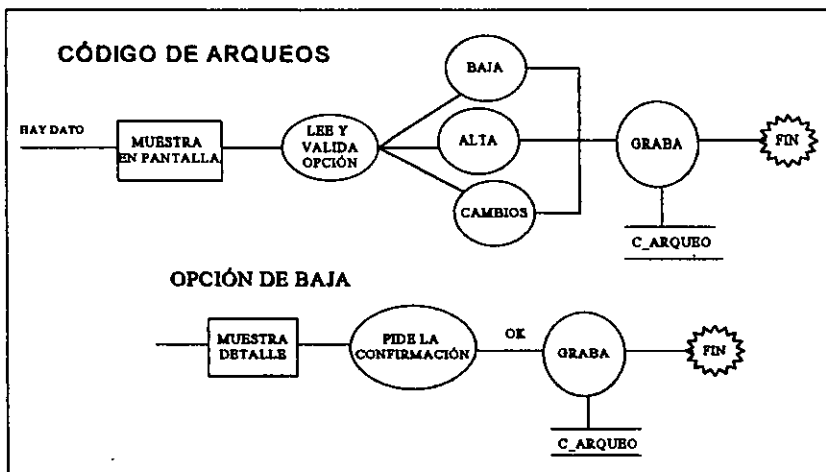 CÓDIGO DE ARQUEOS
HAY DATO
MUESTRA
EN PANTALLA
LEE Y
VALIDA
OPCIÓN
BAJA
ALTA
CAMBIOS
GRABA
FIN
C_ARQUEO
OPCIÓN DE BAJA
MUESTRA
DETALLE
PIDE LA
CONFIRMACIÓN
OK
GRABA
FIN
C_ARQUEO